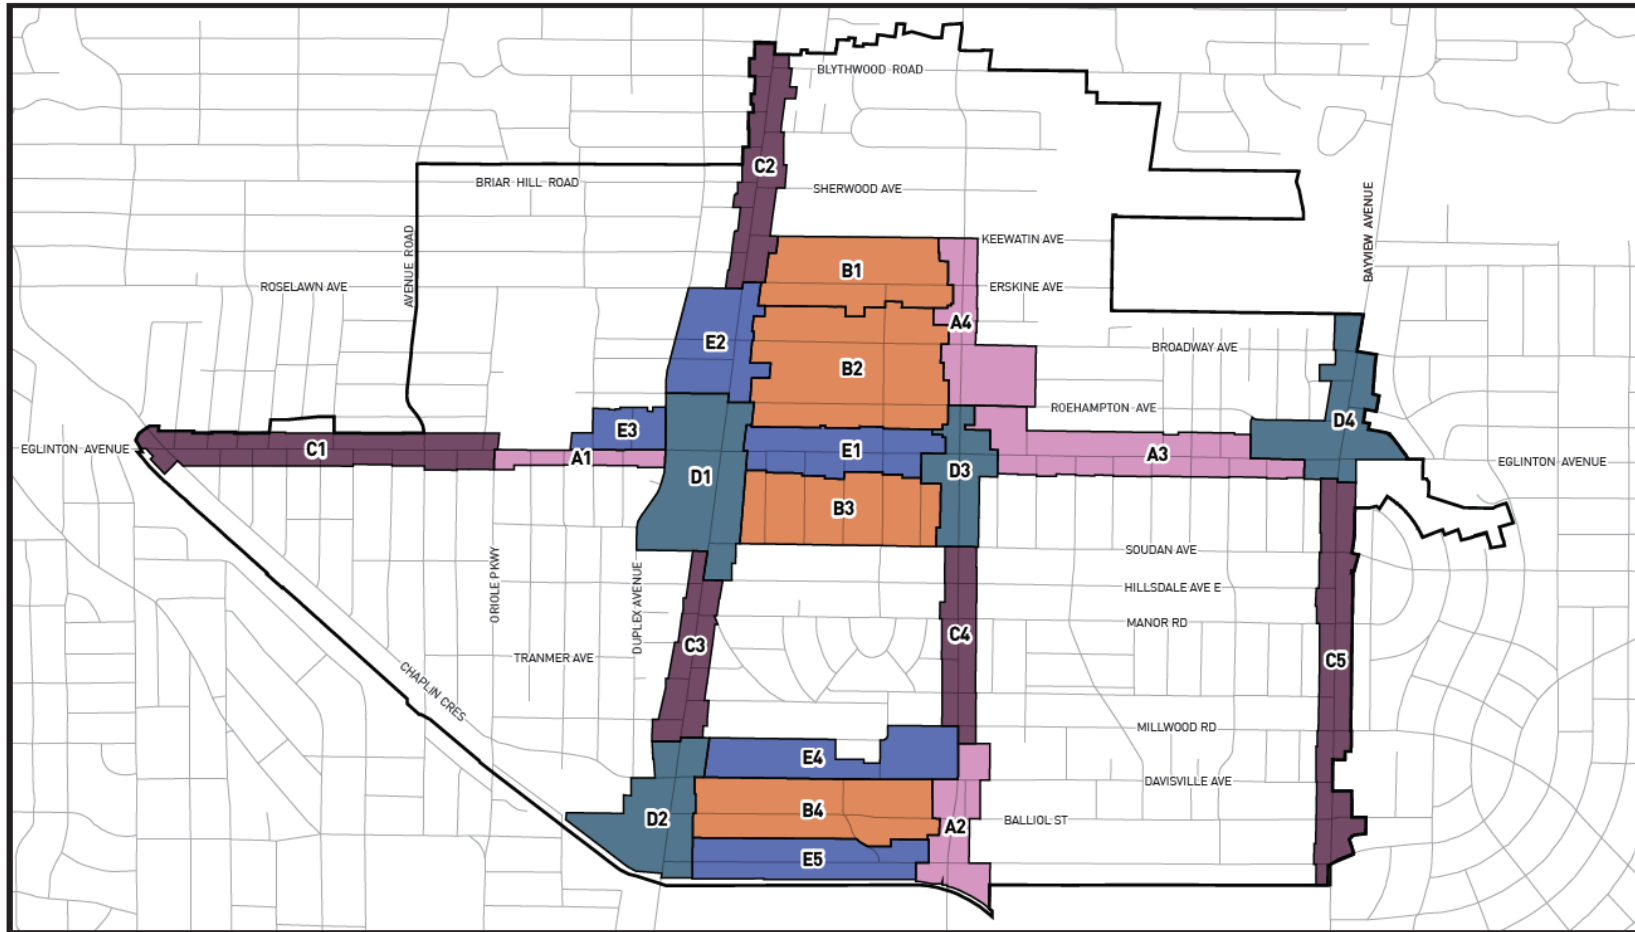 BLYTHWOOD ROAD
C2
BRIAR HILL ROAD
SHERWOOD AVE
BAYVIEW AVENUE
KEEWATIN AVE
AVENUE ROAD
B1
ROSELAWN AVE
ERSKINE AVE
A4
E2
BROADWAY AVE
B2
ROEHAMPTON AVE
D4
E3
EGLINTON AVENUE
C1
A1
E1
A3
EGLINTON AVENUE
D1
D3
B3
SOUDAN AVE
ORIOLE PKWY
DUPLEX AVENUE
HILLSDALE AVE E
MANOR RD
C4
C3
TRANMER AVE
C5
CHAPLIN CRES
MILLWOOD RD
E4
DAVISVILLE AVE
B4
D2
A2
BALLIOL ST
E5